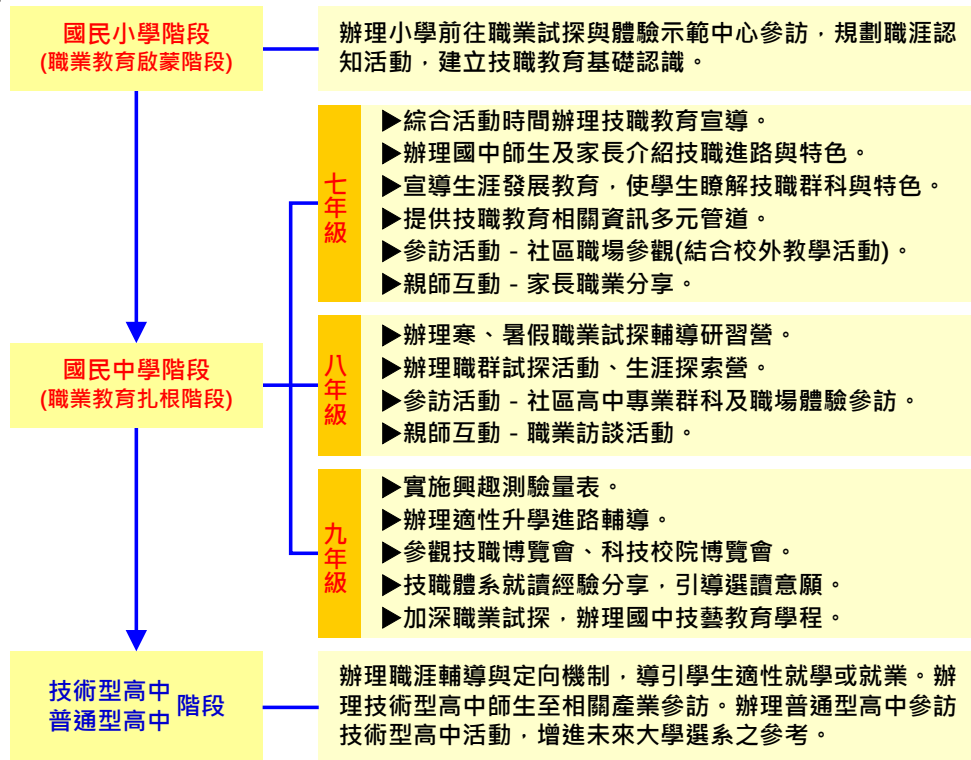 國民小學階段
(職業教育啟蒙階段)
辦理小學前往職業試探與體驗示範中心參訪，規劃職涯認
知活動，建立技職教育基礎認識。
國民中學階段
(職業教育扎根階段)
七年級
▶綜合活動時間辦理技職教育宣導。
▶辦理國中師生及家長介紹技職進路與特色。
▶宣導生涯發展教育，使學生瞭解技職群科與特色。
▶提供技職教育相關資訊多元管道。
▶參訪活動－社區職場參觀(結合校外教學活動)。
▶親師互動－家長職業分享。
八年級
▶辦理寒、暑假職業試探輔導研習營。
▶辦理職群試探活動、生涯探索營。
▶參訪活動－社區高中專業群科及職場體驗參訪。
▶親師互動－職業訪談活動。
九年級
▶實施興趣測驗量表。
▶辦理適性升學進路輔導。
▶參觀技職博覽會、科技校院博覽會。
▶技職體系就讀經驗分享，引導選讀意願。
▶加深職業試探，辦理國中技藝教育學程。
技術型高中
普通型高中
階段
辦理職涯輔導與定向機制，導引學生適性就學或就業。辦
理技術型高中師生至相關產業參訪。辦理普通型高中參訪
技術型高中活動，增進未來大學選系之參考。